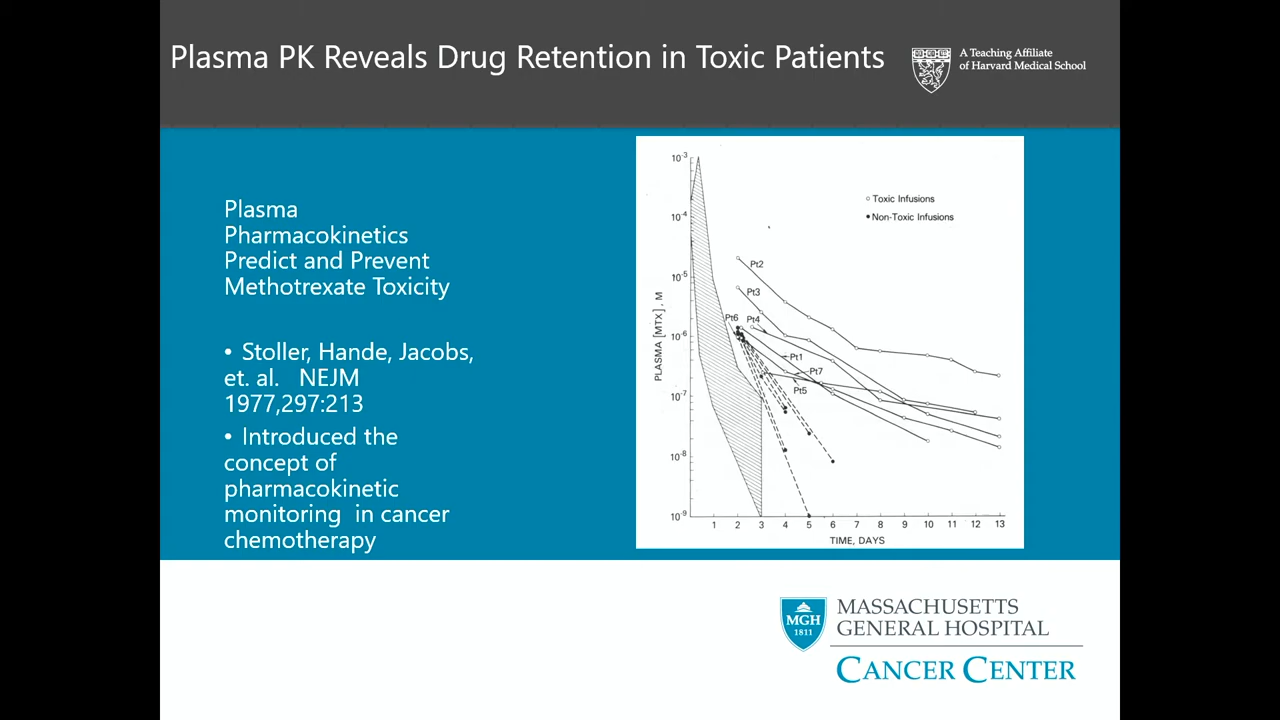 Plasma PK Reveals Drug Retention in Toxic Patients
A Teaching Affiliate
of Harvard Medical School
Plasma
Pharmacokinetics
Predict and Prevent
Methotrexate Toxicity
• Stoller, Hande, Jacobs,
et. al.   NEJM
1977,297:213
• Introduced the
concept of
pharmacokinetic
monitoring  in cancer
chemotherapy
10-3
10-4
10-5
10-6
10-7
10-8
10-9
PLASMA [MTX], M
Toxic Infusions
Non-Toxic Infusions
Pt2
Pt3
Pt6
Pt4
Pt1
Pt7
Pt5
1 2 3 4 5 6 7 8 9 10 11 12 13
TIME, DAYS
MGH
1811
MASSACHUSETTS
GENERAL HOSPITAL
CANCER CENTER